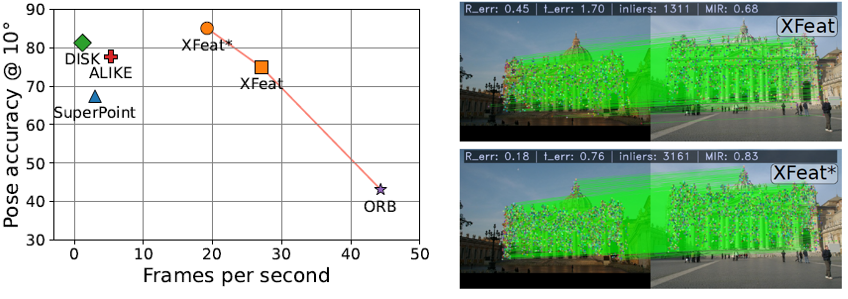 90
80
70
60
50
40
30
Pose accuracy @ 10°
0
10
20
30
40
50
Frames per second
XFeat*
DISK
ALIKE
XFeat
SuperPoint
ORB
R_err: 0.45 | t_err: 1.70 | inliers: 1311 | MIR: 0.68
XFeat
R_err: 0.18 | t_err: 0.76 | inliers: 3161 | MIR: 0.83
XFeat*